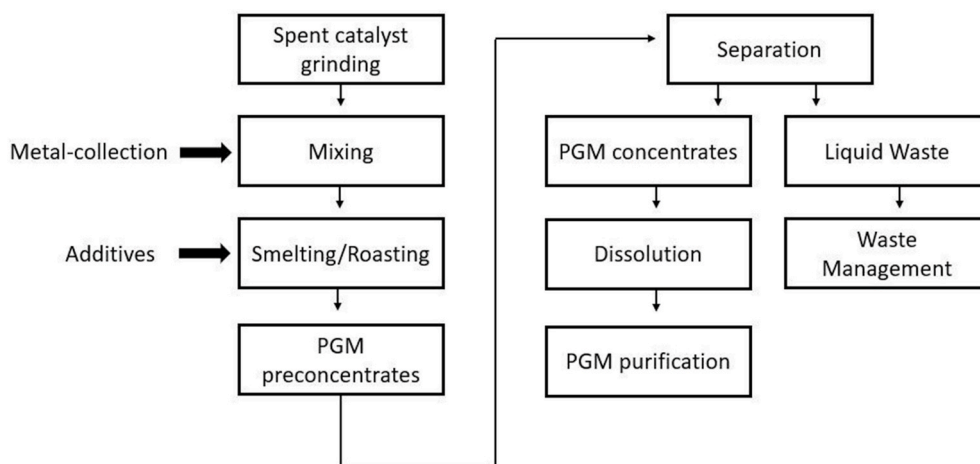 Spent catalyst
grinding
Metal-collection
Mixing
Additives
Smelting/Roasting
PGM
preconcentrates
Separation
PGM concentrates
Liquid Waste
Dissolution
Waste
Management
PGM purification